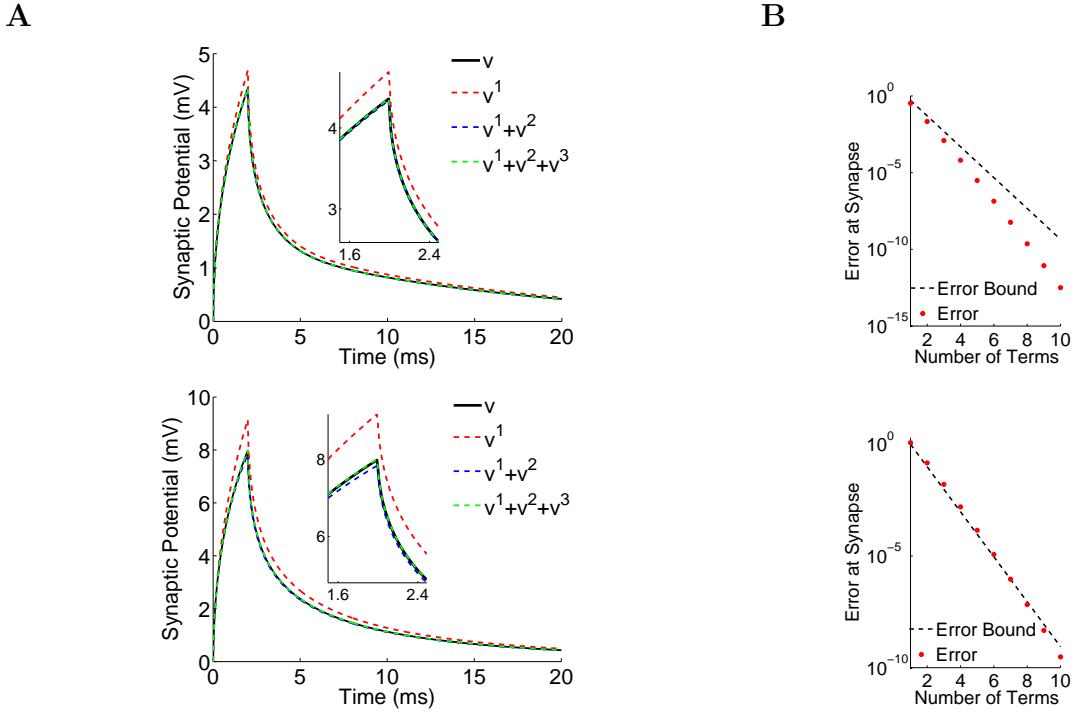 A
B
Synaptic Potential (mV)
5
4
3
2
1
0
0 5 10 15 20
Time (ms)
4
3
1.6 2.4
v
v¹
v¹+v²
v¹+v²+v³
Error at Synapse
10⁰
10⁻⁵
10⁻¹⁰
10⁻¹⁵
Error Bound
Error
2 4 6 8 10
Number of Terms
Synaptic Potential (mV)
10
8
6
4
2
0
0 5 10 15 20
Time (ms)
8
6
1.6 2.4
v
v¹
v¹+v²
v¹+v²+v³
Error at Synapse
10⁰
10⁻⁵
10⁻¹⁰
Error Bound
Error
2 4 6 8 10
Number of Terms